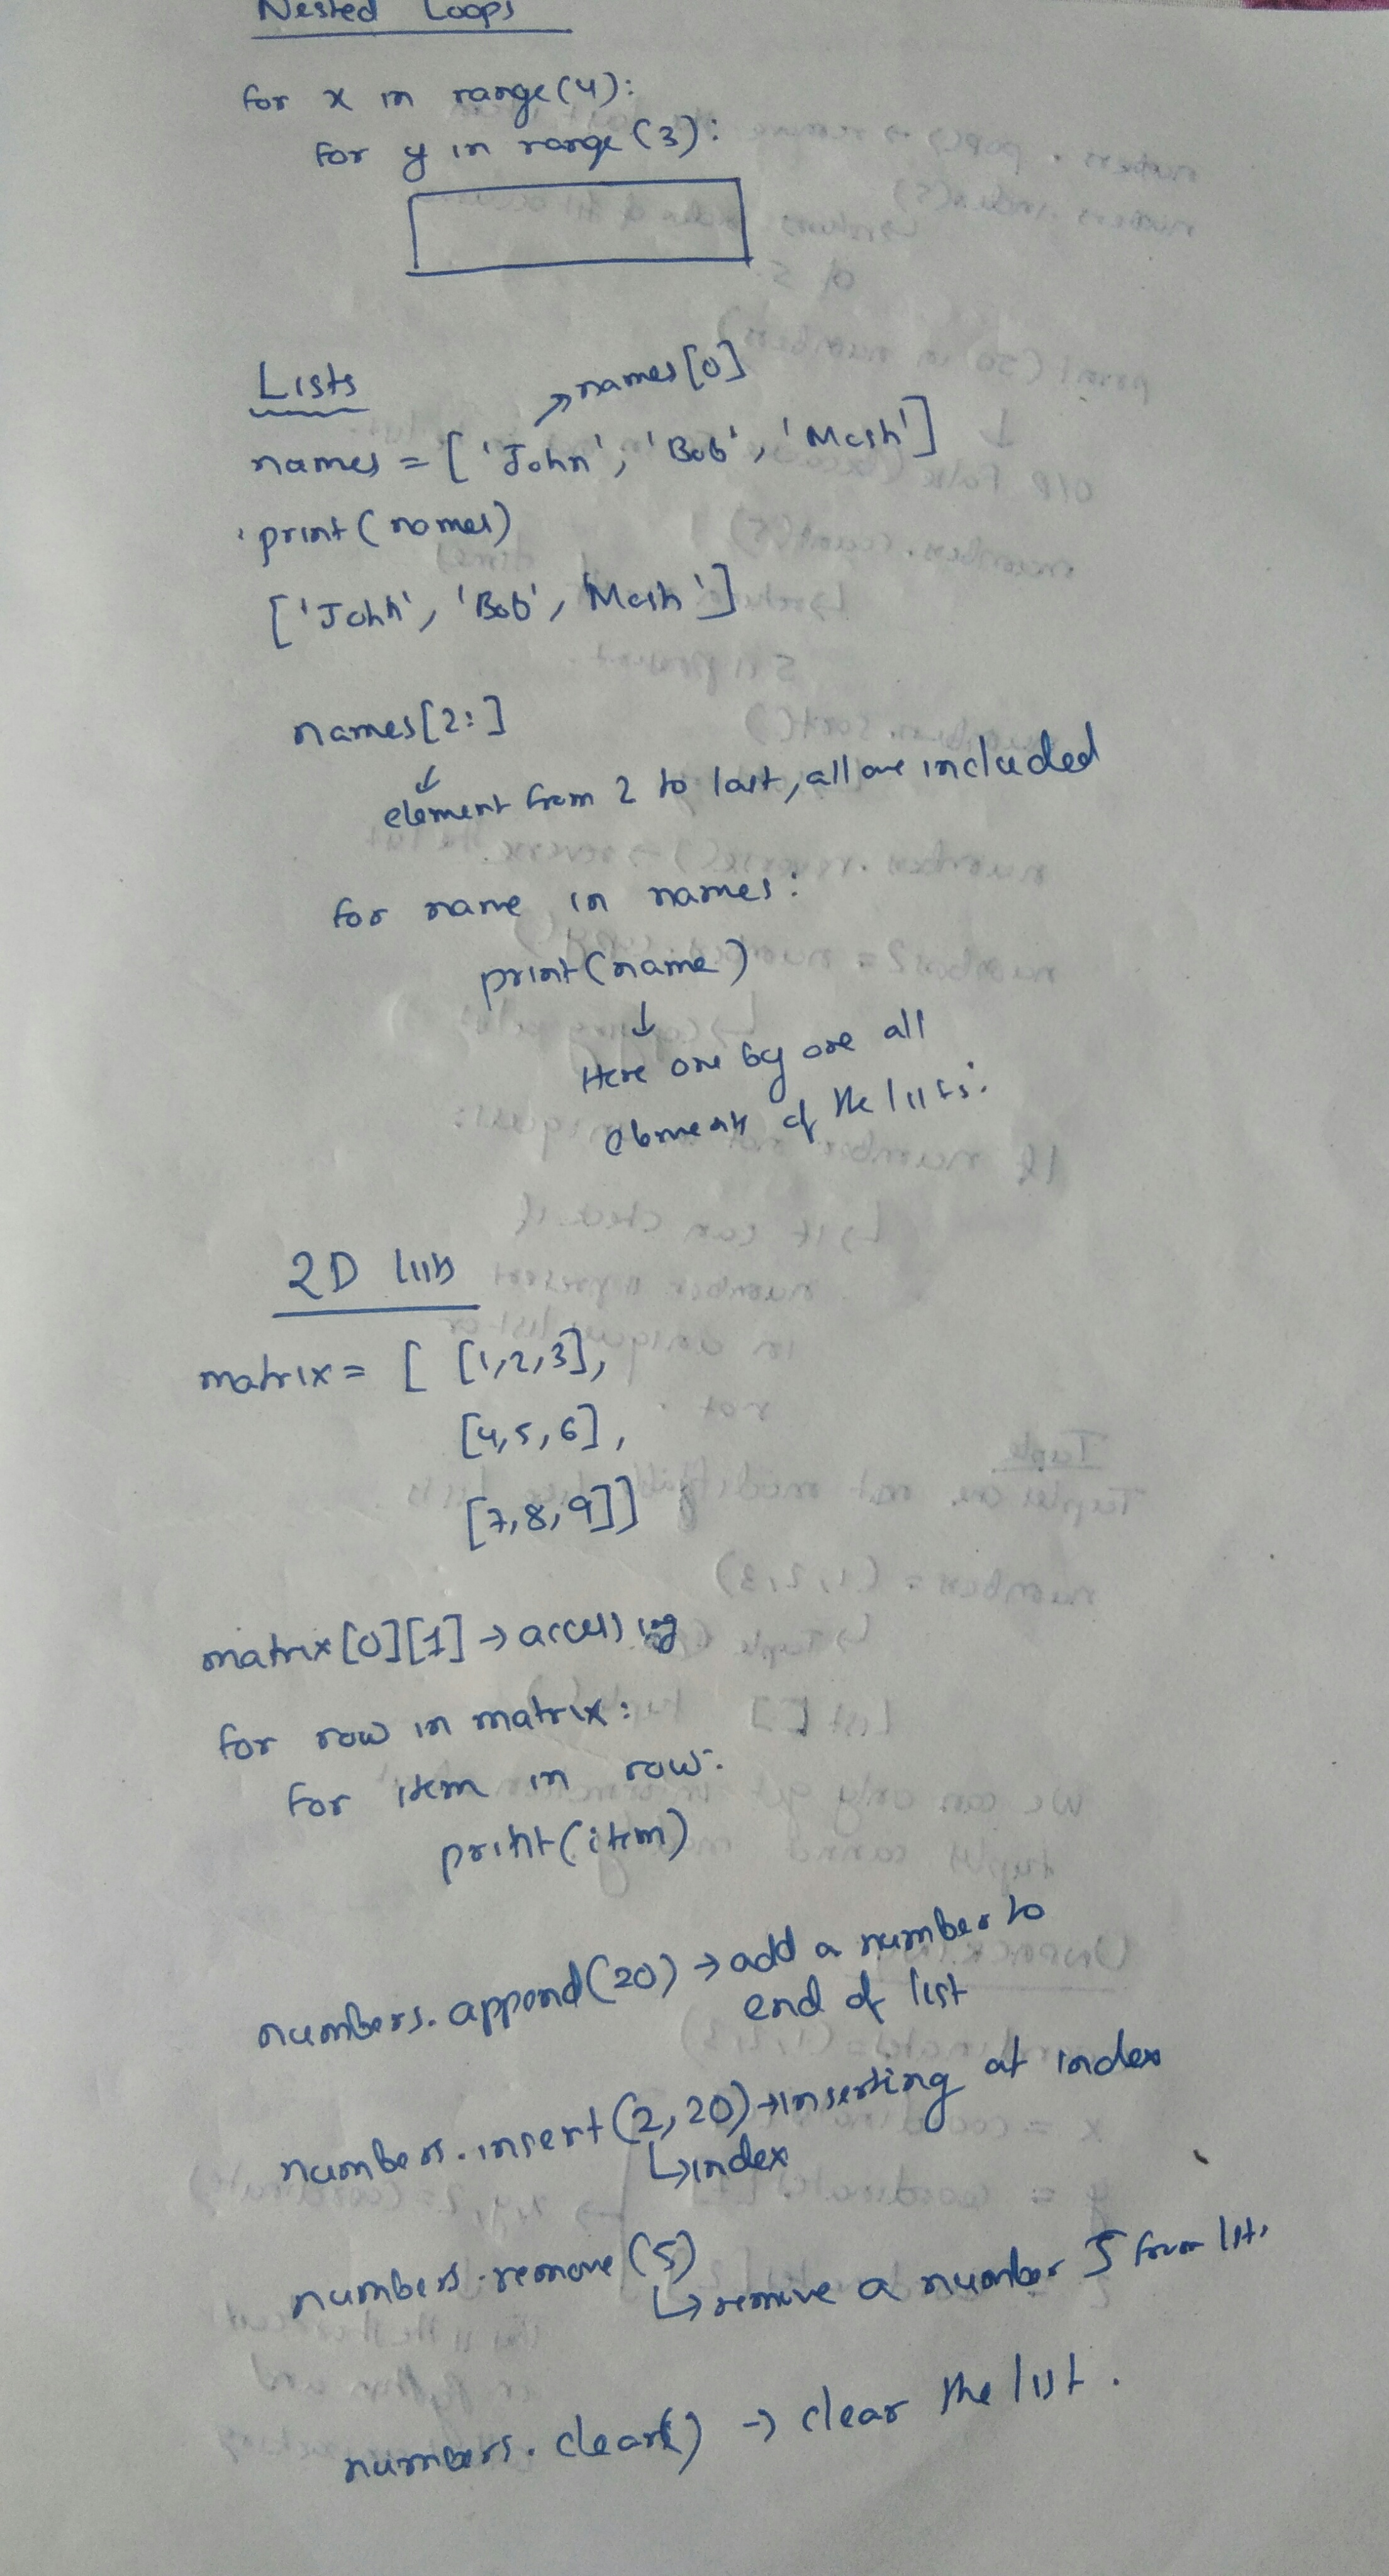 Nested Loops
for x in range(4):
for y in range(3):
Lists
names[0]
names = ['John', 'Bob', 'Mosh']
print(names)
['John', 'Bob', 'Mosh']
names[2:]
element from 2 to last, all are included
for name in names:
print(name)
Here one by one all
elements of the lists.
2D lists
matrix = [ [1,2,3],
[4,5,6],
[7,8,9]]
matrix[0][1] → accessing
for row in matrix:
for item in row:
print(item)
numbers.append(20) → add a number to
end of list
numbers.insert(2,20) → inserting at index
↳ index
numbers.remove(5)
↳ remove a number 5 from list.
numbers.clear() → clear the list.